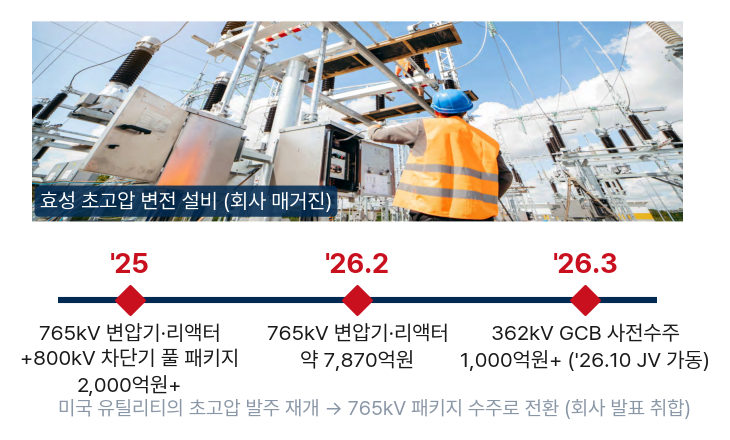 효성 초고압 변전 설비 (회사 매거진)
'25
'26.2
'26.3
765kV 변압기·리액터
+800kV 차단기 풀 패키지
2,000억원+
765kV 변압기·리액터
약 7,870억원
362kV GCB 사전수주
1,000억원+ ('26.10 JV 가동)
미국 유틸리티의 초고압 발주 재개 → 765kV 패키지 수주로 전환 (회사 발표 취합)